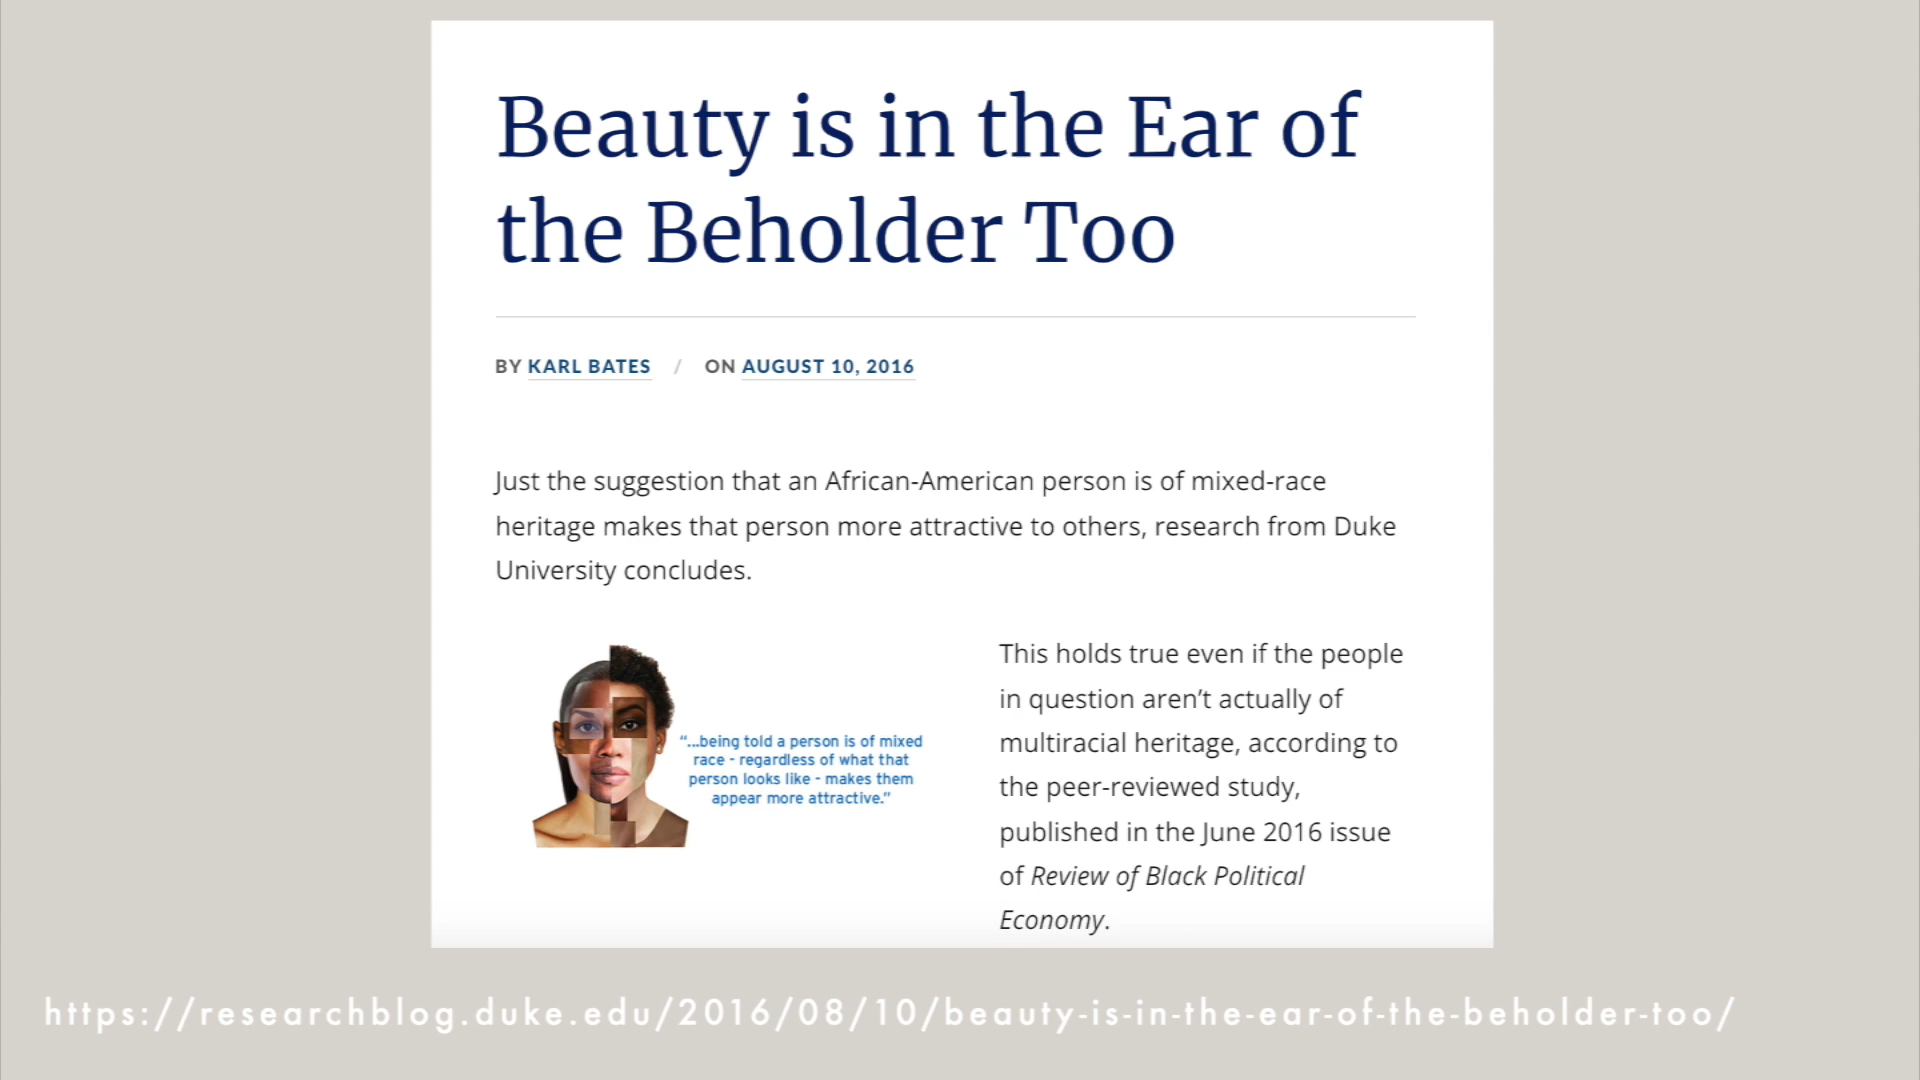 Beauty is in the Ear of
the Beholder Too
BY KARL BATES / ON AUGUST 10, 2016
Just the suggestion that an African-American person is of mixed-race
heritage makes that person more attractive to others, research from Duke
University concludes.
“...being told a person is of mixed
race - regardless of what that
person looks like - makes them
appear more attractive.”
This holds true even if the people
in question aren’t actually of
multiracial heritage, according to
the peer-reviewed study,
published in the June 2016 issue
of Review of Black Political
Economy.
https://researchblog.duke.edu/2016/08/10/beauty-is-in-the-ear-of-the-beholder-too/